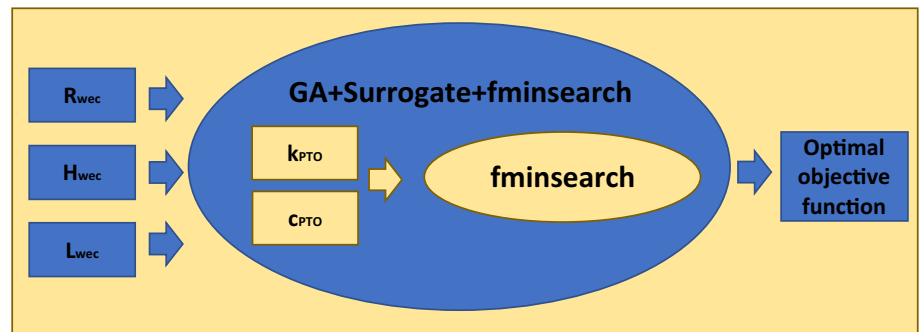 GA+Surrogate+fminsearch
Rwec
Hwec
Lwec
kPTO
cPTO
fminsearch
Optimal
objective
function